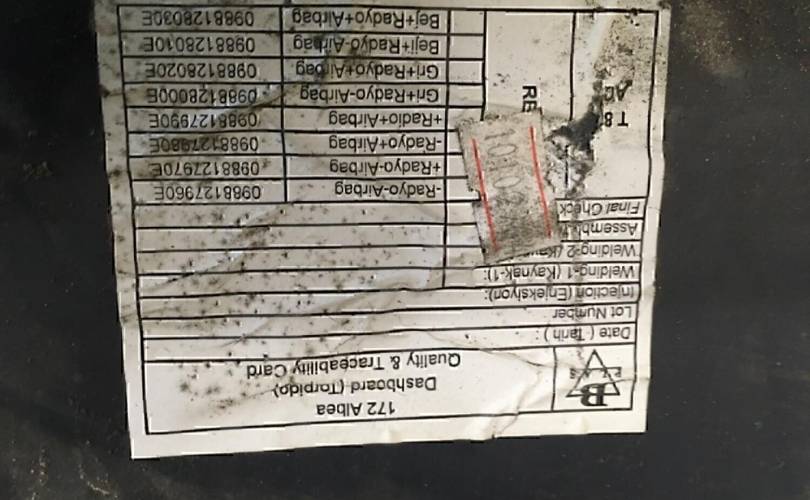 172 Albea
Dashboard (Torpido)
Quality & Traceability Card
B
PLAS
Date ( Tarih ) :
Lot Number
Injection (Enjeksiyon):
Welding-1 (Kaynak-1):
Welding-2
Final Check
-Radyo-Airbag 0988127960E
+Radyo-Airbag 0988127970E
-Radyo+Airbag 0988127980E
+Radio+Airbag 09881279900E
Gri+Radyo-Airbag 0988128000E
Gri+Radyo+Airbag 0988128020E
Bej+Radyo-Airbag 0988128010E
Bej+Radyo+Airbag 0988128030E